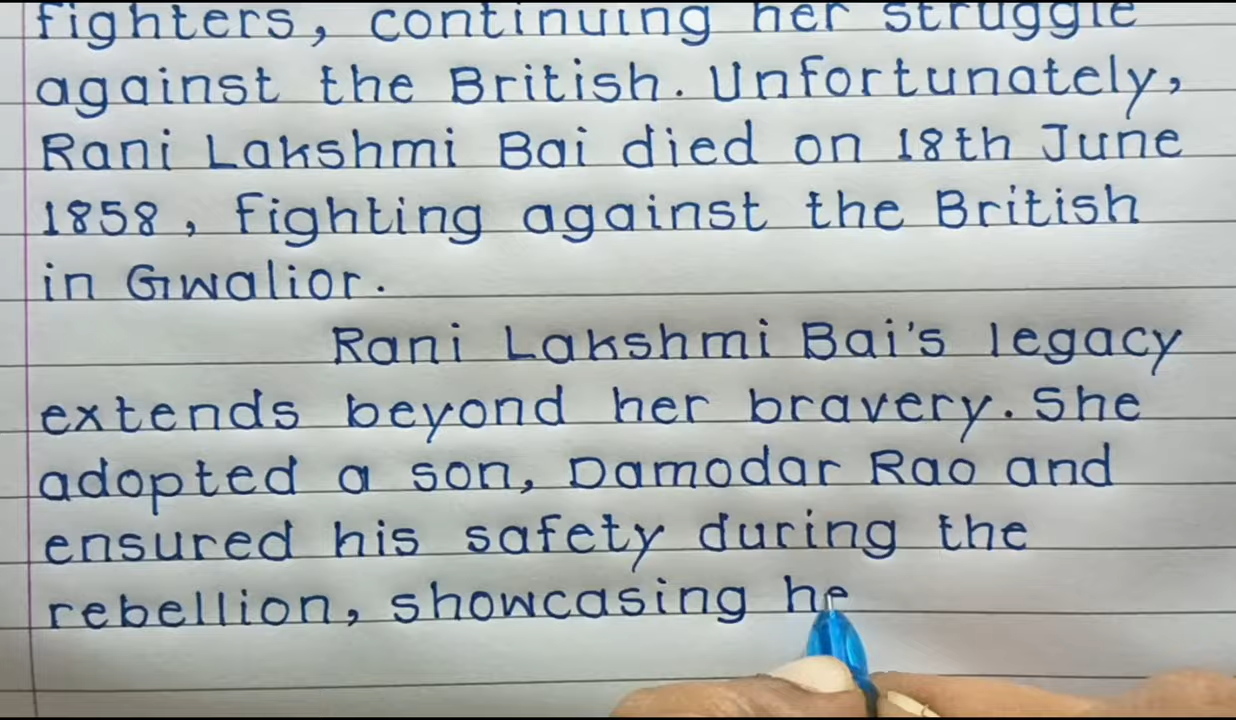 fighters, continuing her struggle
against the British. Unfortunately,
Rani Lakshmi Bai died on 18th June
1858, fighting against the British
in Gwalior.
Rani Lakshmi Bai's legacy
extends beyond her bravery. She
adopted a son, Damodar Rao and
ensured his safety during the
rebellion, showcasing he